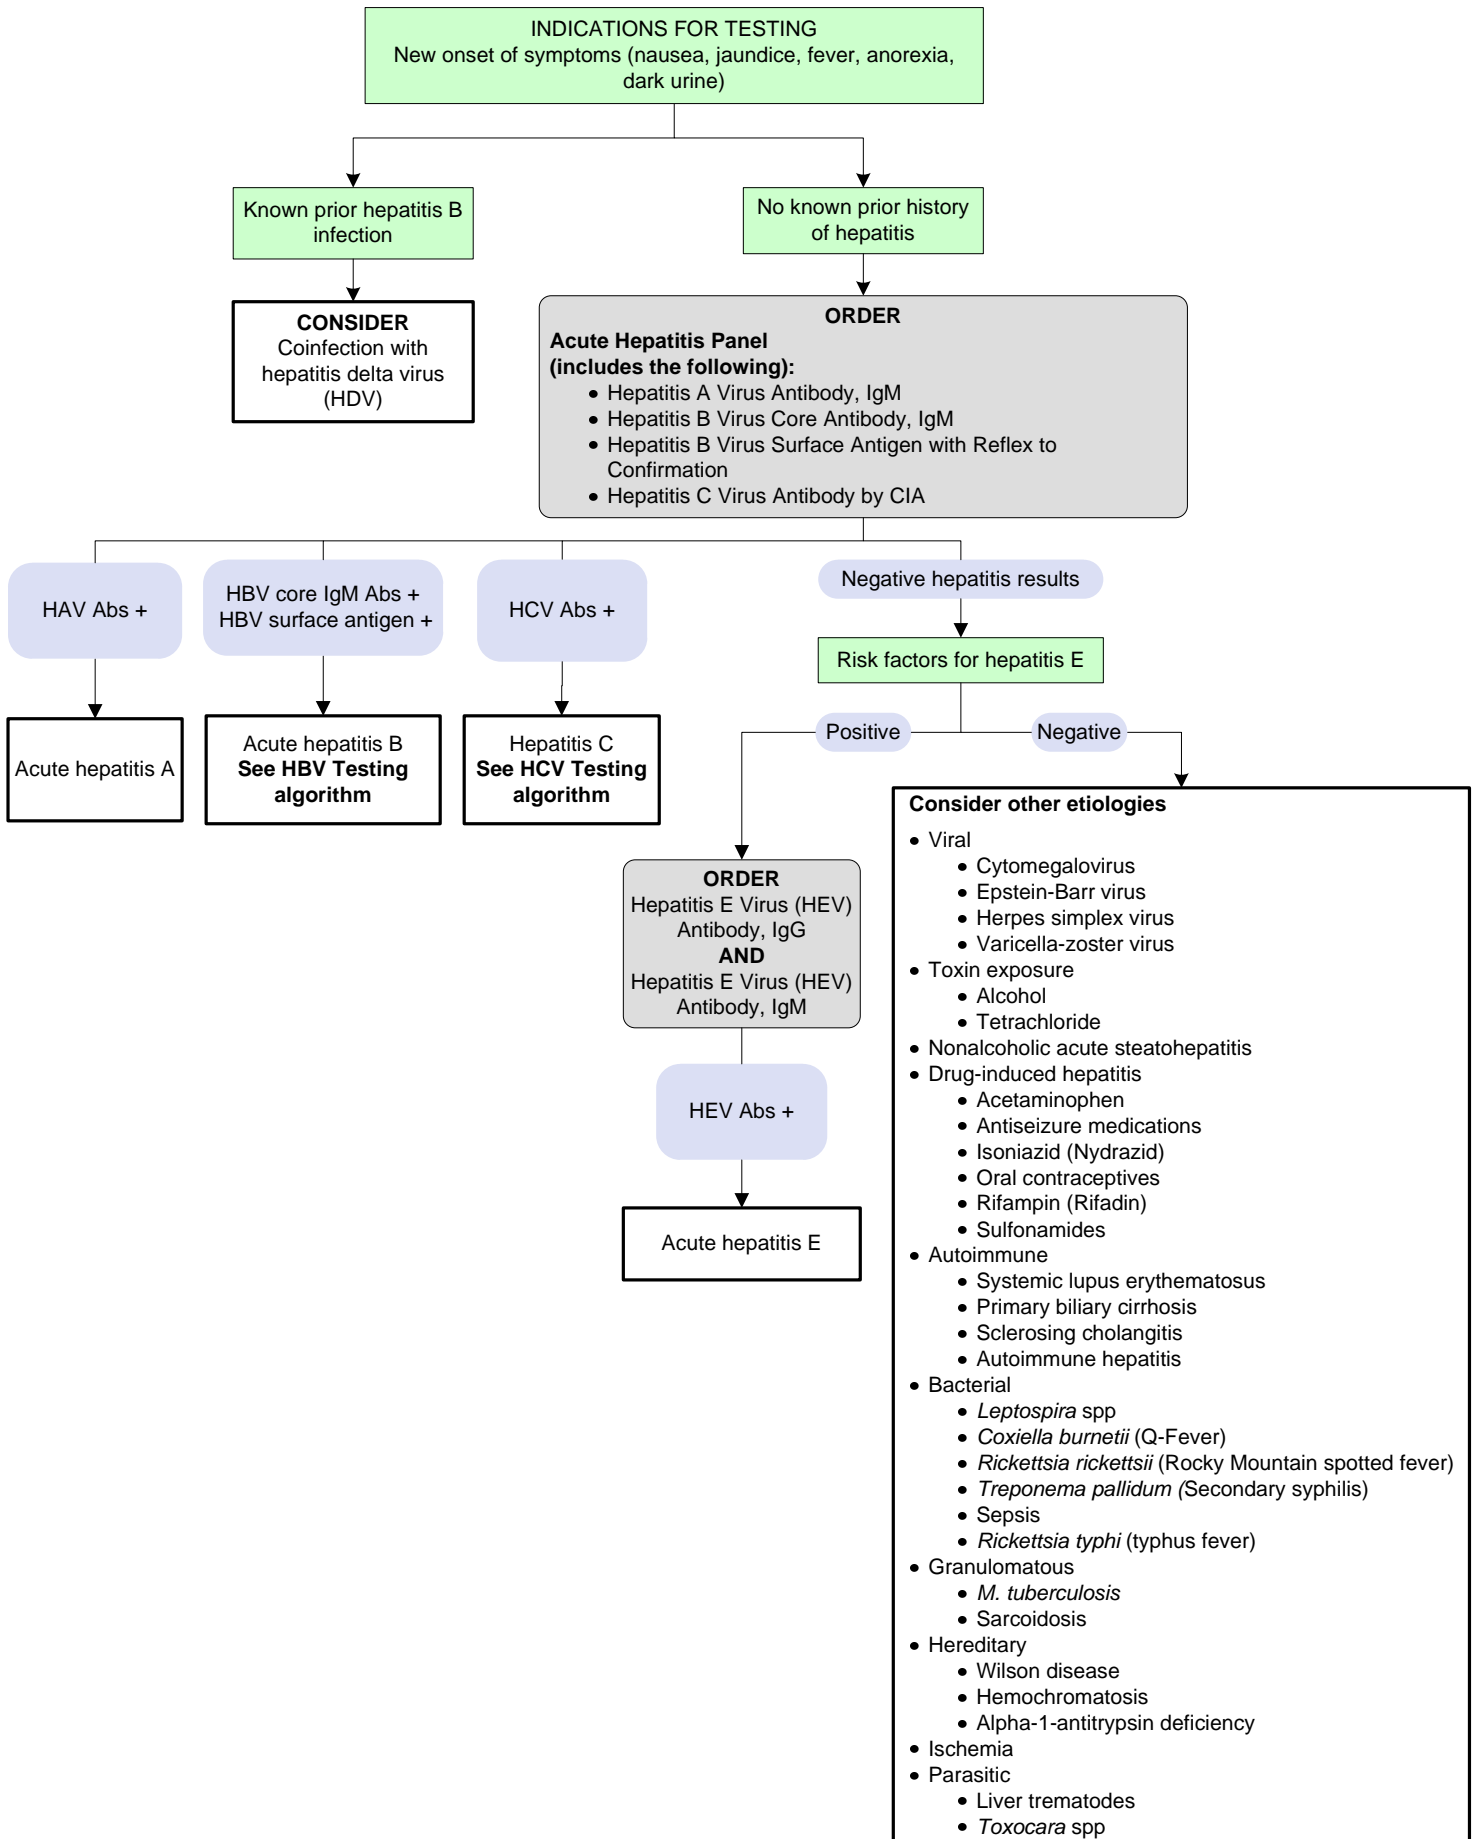 INDICATIONS FOR TESTING
New onset of symptoms (nausea, jaundice, fever, anorexia,
dark urine)
Known prior hepatitis B
infection
No known prior history
of hepatitis
CONSIDER
Coinfection with
hepatitis delta virus
(HDV)
ORDER
Acute Hepatitis Panel
(includes the following):
• Hepatitis A Virus Antibody, IgM
• Hepatitis B Virus Core Antibody, IgM
• Hepatitis B Virus Surface Antigen with Reflex to
Confirmation
• Hepatitis C Virus Antibody by CIA
HAV Abs +
HBV core IgM Abs +
HBV surface antigen +
HCV Abs +
Negative hepatitis results
Risk factors for hepatitis E
Positive
Negative
Acute hepatitis A
Acute hepatitis B
See HBV Testing
algorithm
Hepatitis C
See HCV Testing
algorithm
ORDER
Hepatitis E Virus (HEV)
Antibody, IgG
AND
Hepatitis E Virus (HEV)
Antibody, IgM
HEV Abs +
Acute hepatitis E
Consider other etiologies
• Viral
• Cytomegalovirus
• Epstein-Barr virus
• Herpes simplex virus
• Varicella-zoster virus
• Toxin exposure
• Alcohol
• Tetrachloride
• Nonalcoholic acute steatohepatitis
• Drug-induced hepatitis
• Acetaminophen
• Antiseizure medications
• Isoniazid (Nydrazid)
• Oral contraceptives
• Rifampin (Rifadin)
• Sulfonamides
• Autoimmune
• Systemic lupus erythematosus
• Primary biliary cirrhosis
• Sclerosing cholangitis
• Autoimmune hepatitis
• Bacterial
• Leptospira spp
• Coxiella burnetii (Q-Fever)
• Rickettsia rickettsii (Rocky Mountain spotted fever)
• Treponema pallidum (Secondary syphilis)
• Sepsis
• Rickettsia typhi (typhus fever)
• Granulomatous
• M. tuberculosis
• Sarcoidosis
• Hereditary
• Wilson disease
• Hemochromatosis
• Alpha-1-antitrypsin deficiency
• Ischemia
• Parasitic
• Liver trematodes
• Toxocara spp